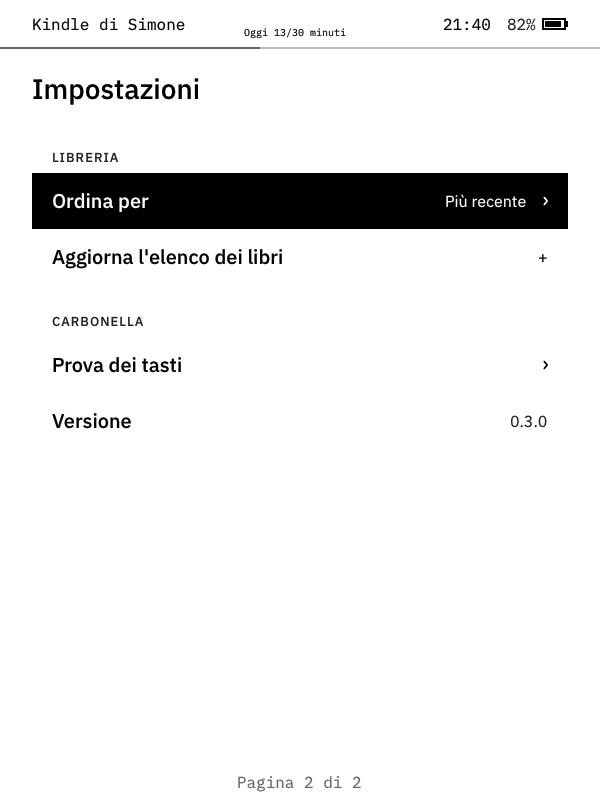 Kindle di Simone
Oggi 13/30 minuti
21:40 82%
Impostazioni
LIBRERIA
Ordina per Più recente ›
Aggiorna l'elenco dei libri +
CARBONELLA
Prova dei tasti ›
Versione 0.3.0
Pagina 2 di 2